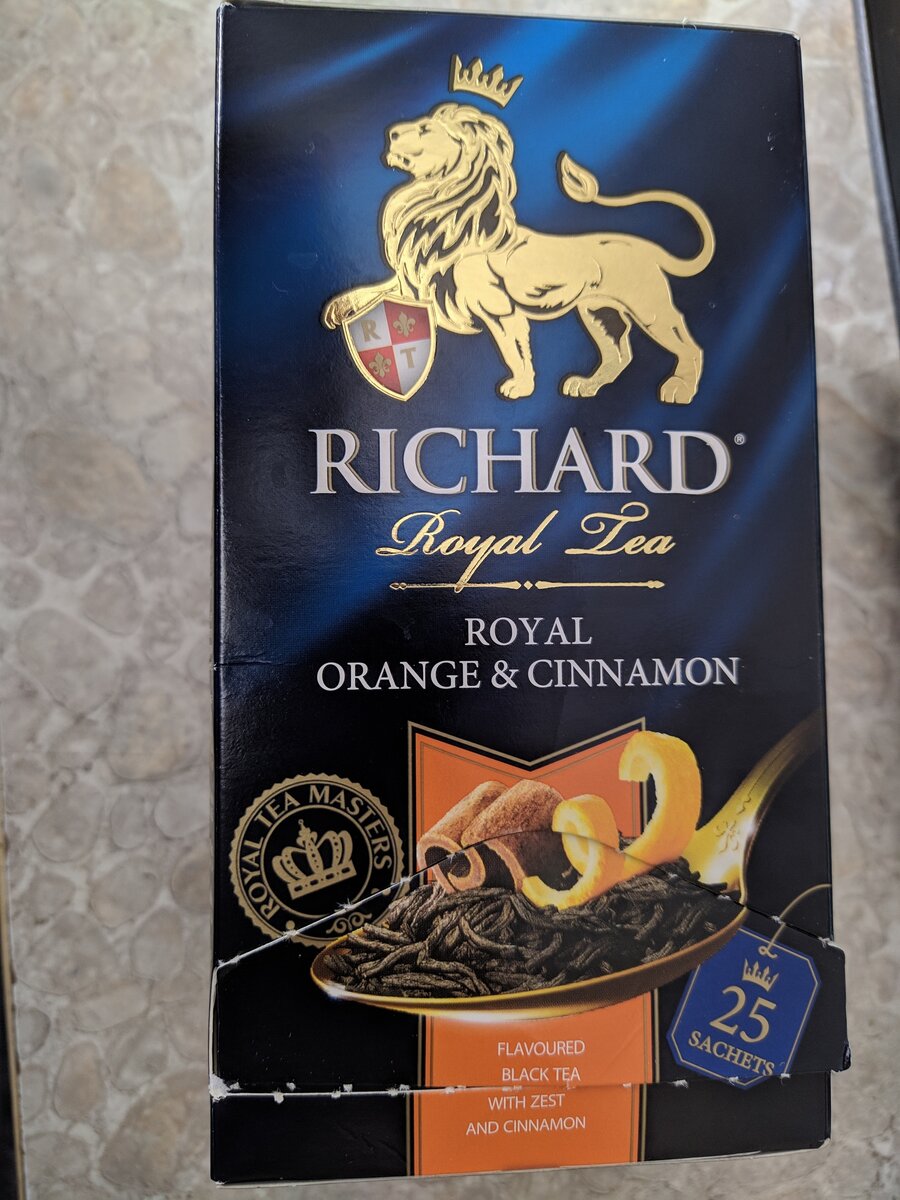 R
T
RICHARD®
Royal Tea
ROYAL
ORANGE & CINNAMON
ROYAL TEA MASTERS
25
SACHETS
FLAVOURED
BLACK TEA
WITH ZEST
AND CINNAMON